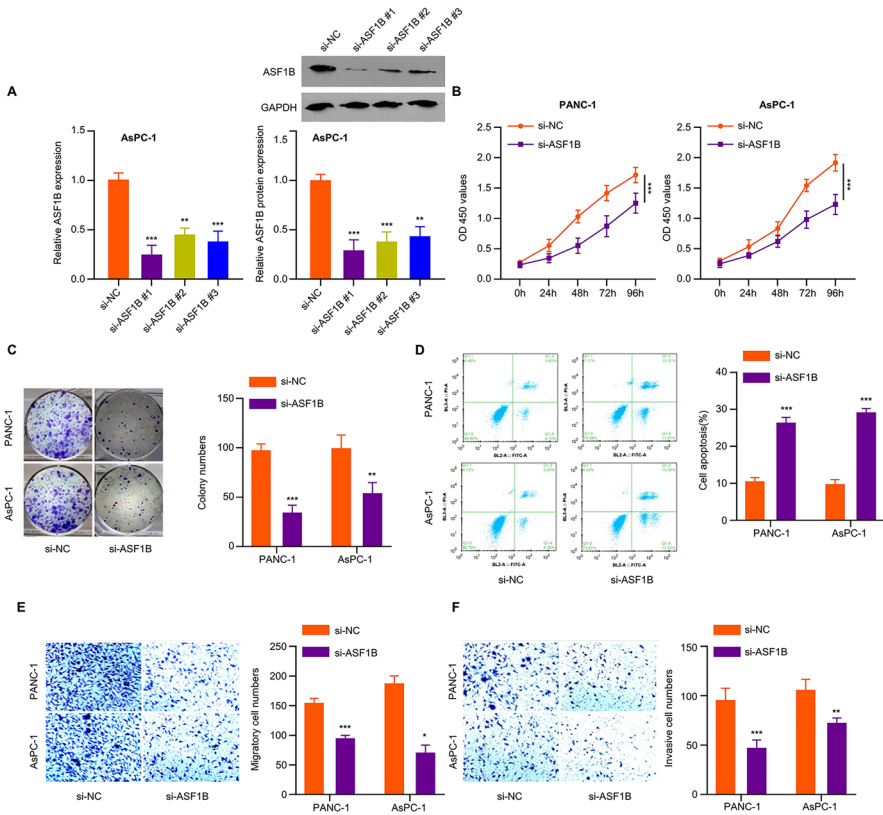 A
si-NC
si-ASF1B #1
si-ASF1B #2
si-ASF1B #3
ASF1B
GAPDH
AsPC-1
Relative ASF1B expression
1.5
1.0
0.5
0.0
***
**
***
si-NC
si-ASF1B #1
si-ASF1B #2
si-ASF1B #3
AsPC-1
Relative ASF1B protein expression
1.5
1.0
0.5
0.0
***
***
**
si-NC
si-ASF1B #1
si-ASF1B #2
si-ASF1B #3
B
PANC-1
si-NC
si-ASF1B
OD 450 values
2.5
2.0
1.5
1.0
0.5
0.0
***
0h 24h 48h 72h 96h
AsPC-1
si-NC
si-ASF1B
OD 450 values
2.5
2.0
1.5
1.0
0.5
0.0
***
0h 24h 48h 72h 96h
C
PANC-1
AsPC-1
si-NC si-ASF1B
si-NC
si-ASF1B
Colony numbers
150
100
50
0
***
**
PANC-1 AsPC-1
D
PANC-1
AsPC-1
BL2-A :: FITC-A
BL2-A :: FITC-A
BL2-A :: FITC-A
BL2-A :: FITC-A
si-NC si-ASF1B
si-NC
si-ASF1B
Cell apoptosis(%)
40
30
20
10
0
***
***
PANC-1 AsPC-1
E
PANC-1
AsPC-1
si-NC si-ASF1B
si-NC
si-ASF1B
Migratory cell numbers
250
200
150
100
50
0
***
*
PANC-1 AsPC-1
F
PANC-1
AsPC-1
si-NC si-ASF1B
si-NC
si-ASF1B
Invasive cell numbers
150
100
50
0
***
**
PANC-1 AsPC-1